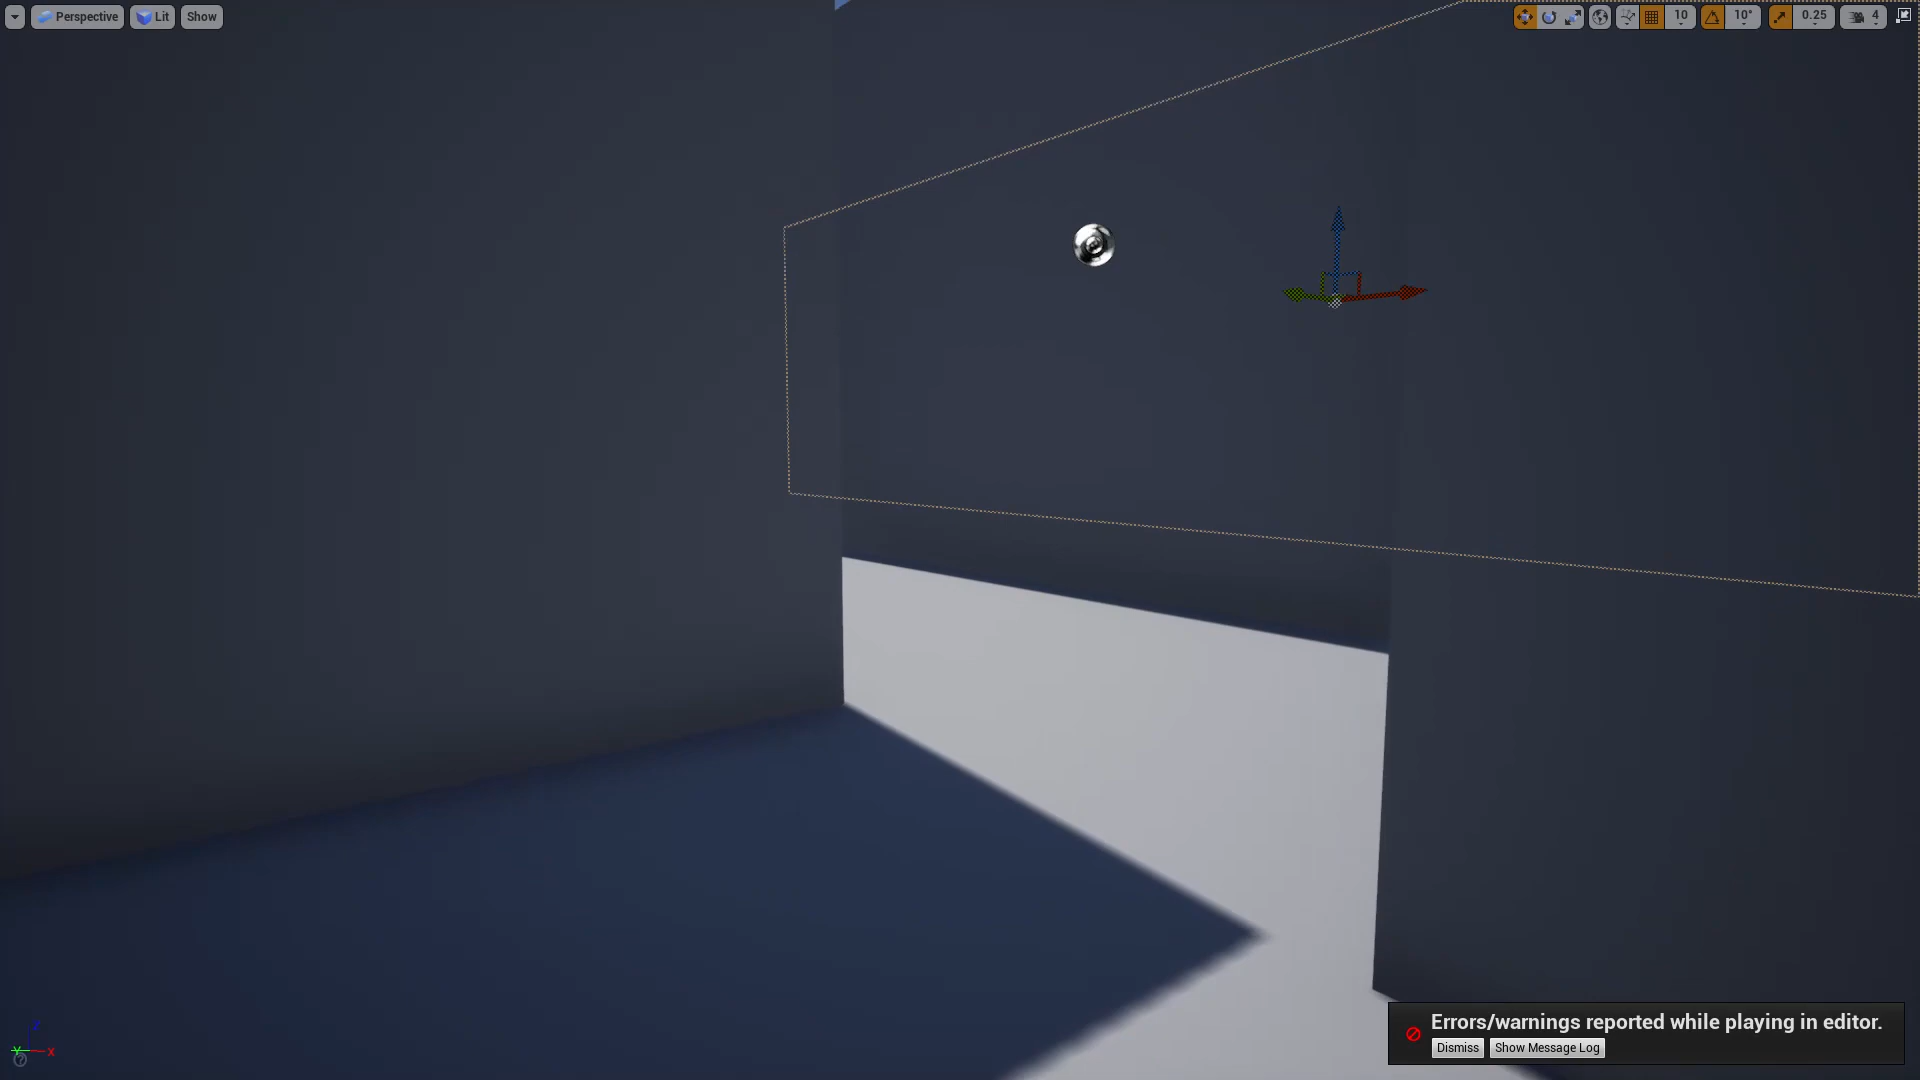 Perspective
Lit
Show
10
10°
0.25
4
Z
Y
X
Errors/warnings reported while playing in editor.
Dismiss
Show Message Log